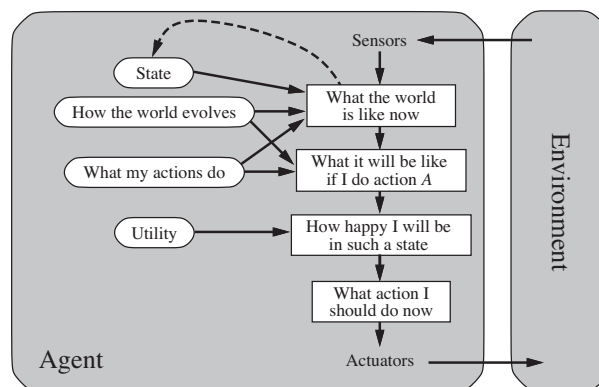 Sensors
State
What the world
is like now
How the world evolves
What it will be like
if I do action A
What my actions do
How happy I will be
in such a state
Utility
What action I
should do now
Agent
Actuators
Environment